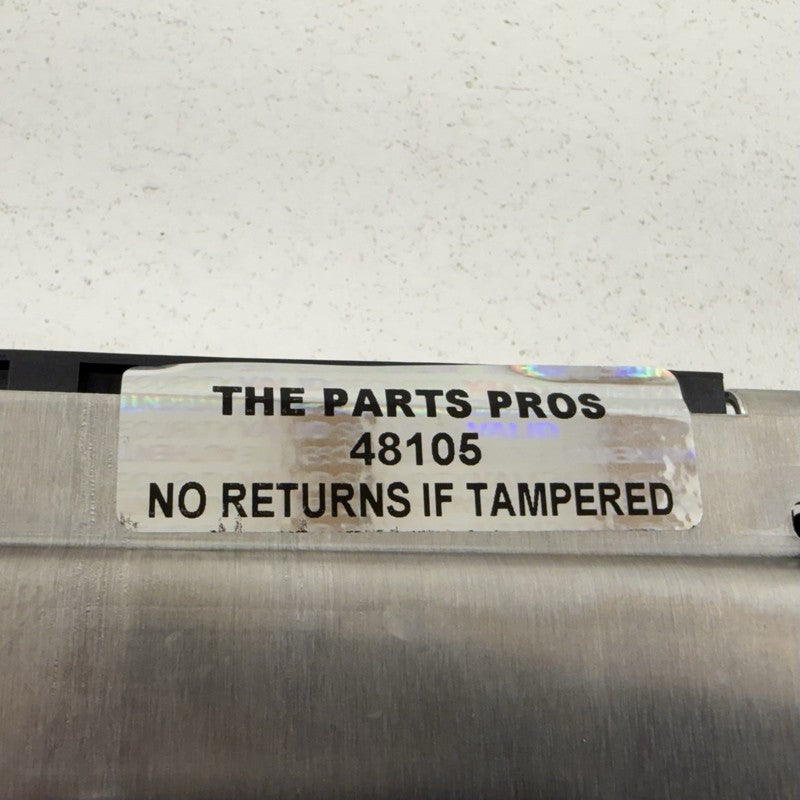 THE PARTS PROS
48105
NO RETURNS IF TAMPERED